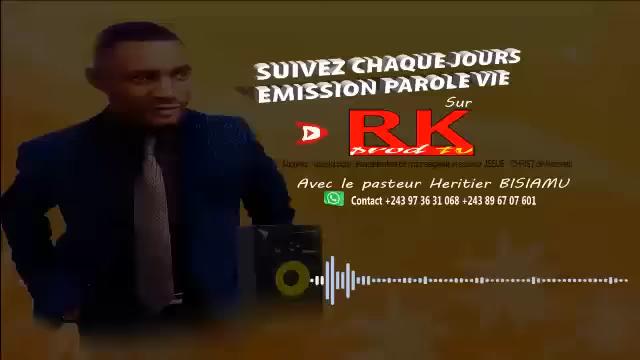 SUIVEZ CHAQUE JOURS
EMISSION PAROLE VIE
Sur
RK
prod tv
Avec le pasteur Heritier BISIAMU
Contact +243 97 36 31 068 +243 89 67 07 601